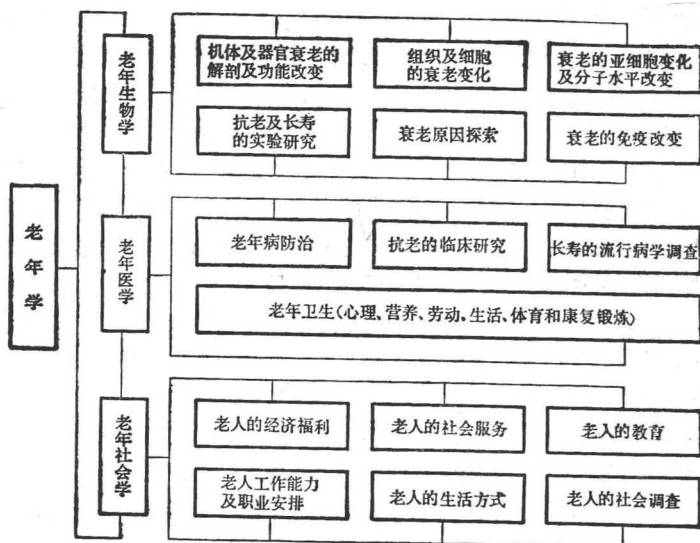 老年学
老年生物学
机体及器官衰老的
解剖及功能改变
组织及细胞
的衰老变化
衰老的亚细胞变化
及分子水平改变
抗老及长寿
的实验研究
衰老原因探索
衰老的免疫改变
老年医学
老年病防治
抗老的临床研究
长寿的流行病学调查
老年卫生(心理、营养、劳动、生活、体育和康复锻炼)
老年社会学
老人的经济福利
老人的社会服务
老人的教育
老人工作能力
及职业安排
老人的生活方式
老人的社会调查